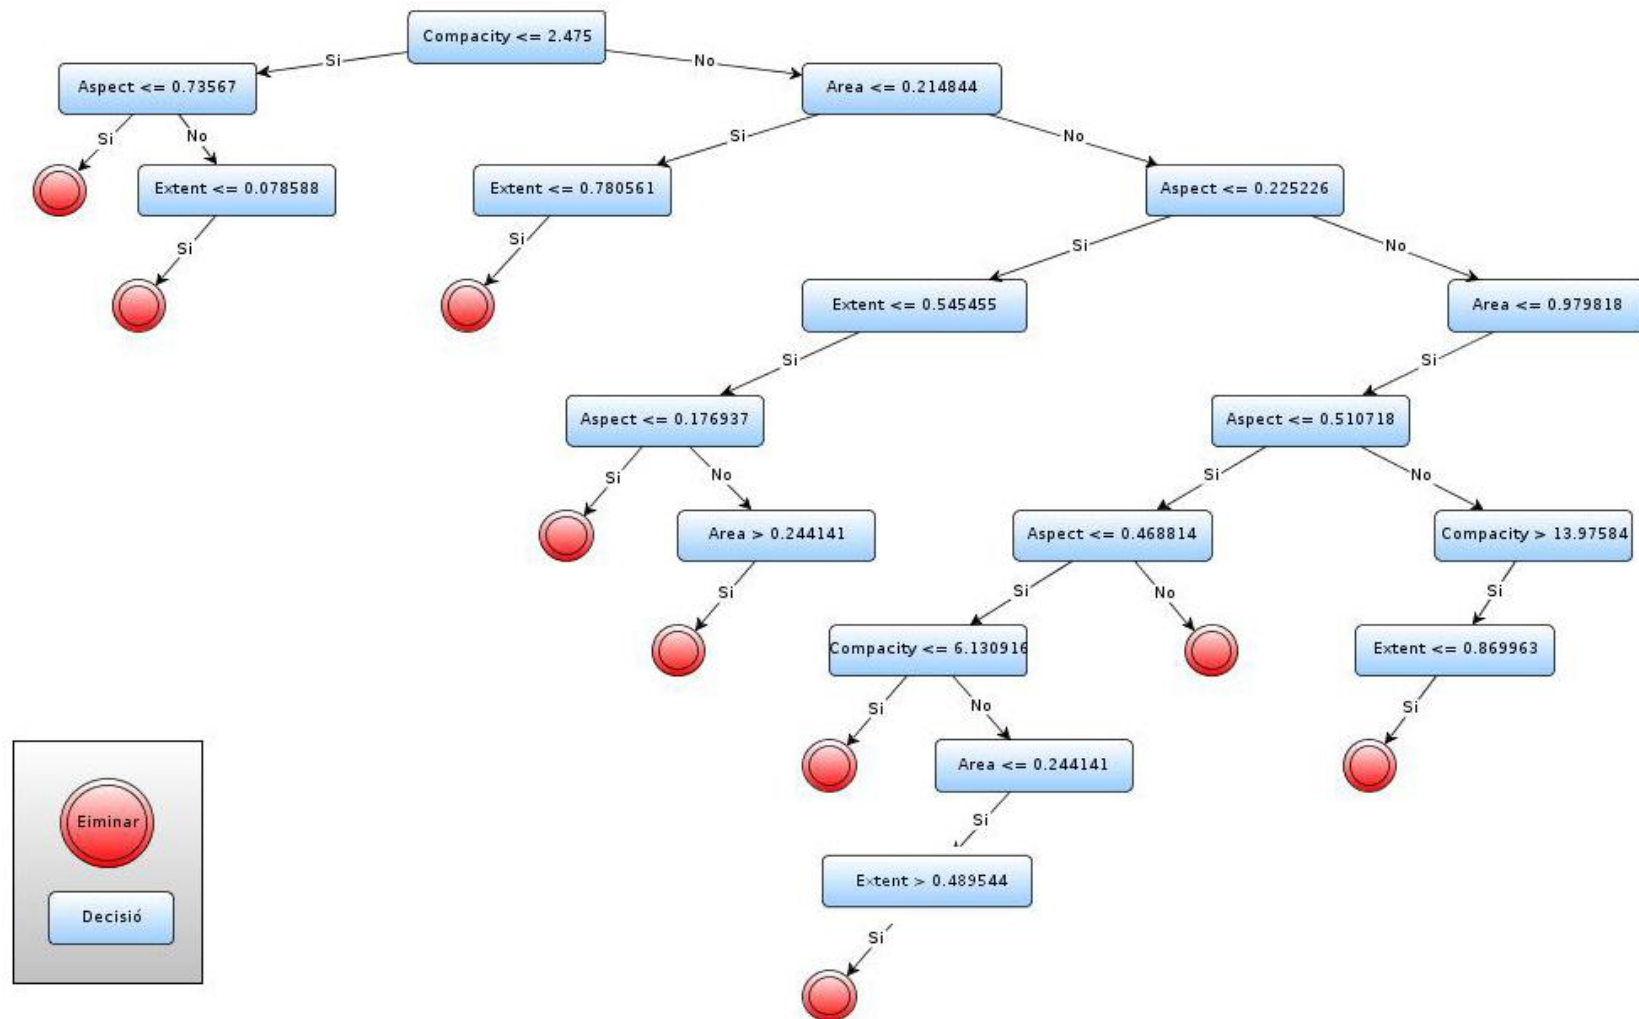 Compacity <= 2.475
Si
No
Aspect <= 0.73567
Area <= 0.214844
Si
No
Si
No
Extent <= 0.078588
Extent <= 0.780561
Aspect <= 0.225226
Si
Si
Si
No
Extent <= 0.545455
Area <= 0.979818
Si
Si
Aspect <= 0.176937
Aspect <= 0.510718
Si
No
Si
No
Area > 0.244141
Aspect <= 0.468814
Compacity > 13.97584
Si
Si
No
Si
Compacity <= 6.130916
Extent <= 0.869963
Si
No
Si
Area <= 0.244141
Si
Extent > 0.489544
Si
Eiminar
Decisió